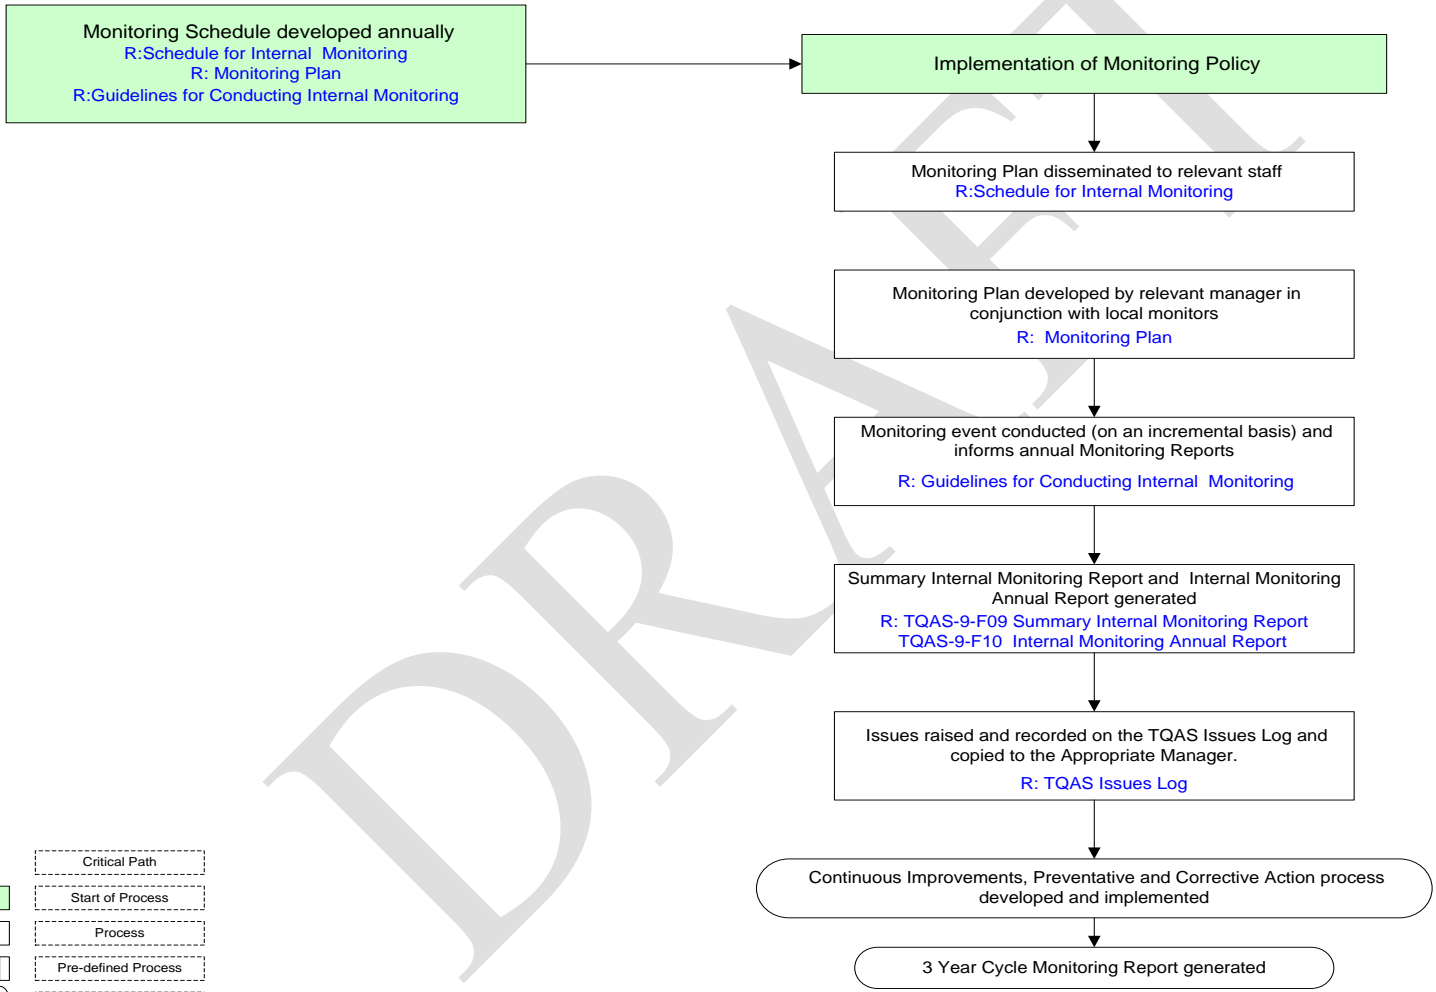 Monitoring Schedule developed annually
R:Schedule for Internal Monitoring
R: Monitoring Plan
R:Guidelines for Conducting Internal Monitoring
Implementation of Monitoring Policy
Monitoring Plan disseminated to relevant staff
R:Schedule for Internal Monitoring
Monitoring Plan developed by relevant manager in
conjunction with local monitors
R: Monitoring Plan
Monitoring event conducted (on an incremental basis) and
informs annual Monitoring Reports
R: Guidelines for Conducting Internal Monitoring
Summary Internal Monitoring Report and Internal Monitoring
Annual Report generated
R: TQAS-9-F09 Summary Internal Monitoring Report
TQAS-9-F10 Internal Monitoring Annual Report
Issues raised and recorded on the TQAS Issues Log and
copied to the Appropriate Manager.
R: TQAS Issues Log
Continuous Improvements, Preventative and Corrective Action process
developed and implemented
3 Year Cycle Monitoring Report generated
Critical Path
Start of Process
Process
Pre-defined Process
DRAFT